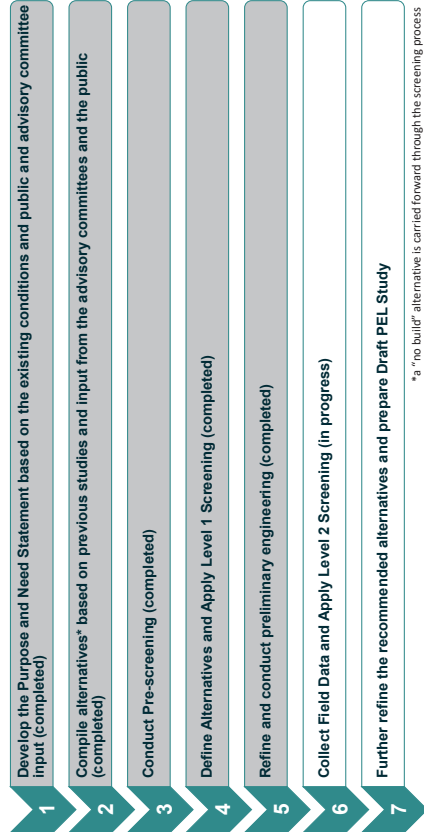 1
Develop the Purpose and Need Statement based on the existing conditions and public and advisory committee
input (completed)
2
Compile alternatives* based on previous studies and input from the advisory committees and the public
(completed)
3
Conduct Pre-screening (completed)
4
Define Alternatives and Apply Level 1 Screening (completed)
5
Refine and conduct preliminary engineering (completed)
6
Collect Field Data and Apply Level 2 Screening (in progress)
7
Further refine the recommended alternatives and prepare Draft PEL Study
*a “no build” alternative is carried forward through the screening process